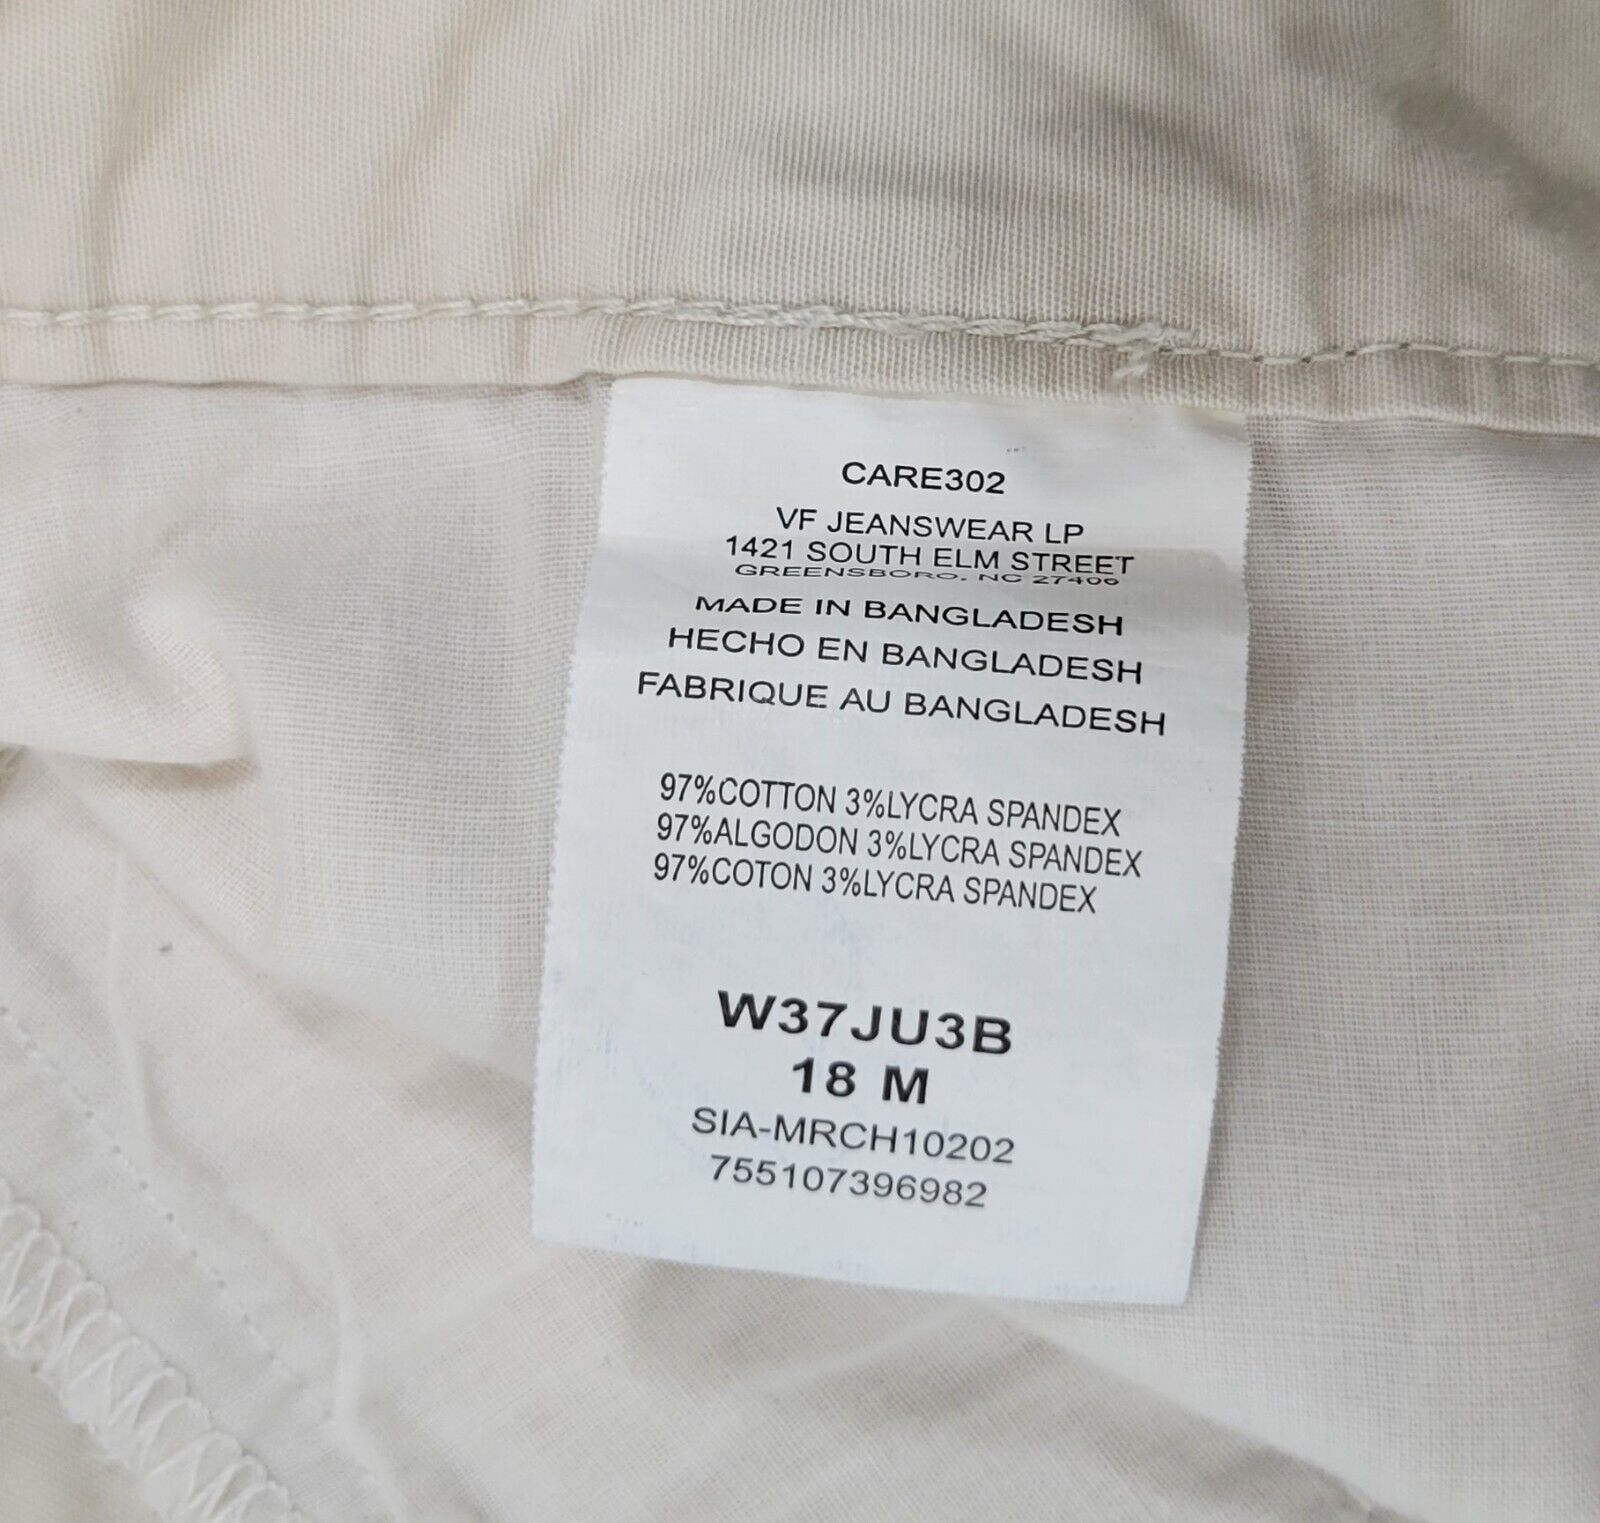 CARE302
VF JEANSWEAR LP
1421 SOUTH ELM STREET
GREENSBORO, NC 27406
MADE IN BANGLADESH
HECHO EN BANGLADESH
FABRIQUE AU BANGLADESH
97%COTTON 3%LYCRA SPANDEX
97%ALGODON 3%LYCRA SPANDEX
97%COTON 3%LYCRA SPANDEX
W37JU3B
18 M
SIA-MRCH10202
755107396982